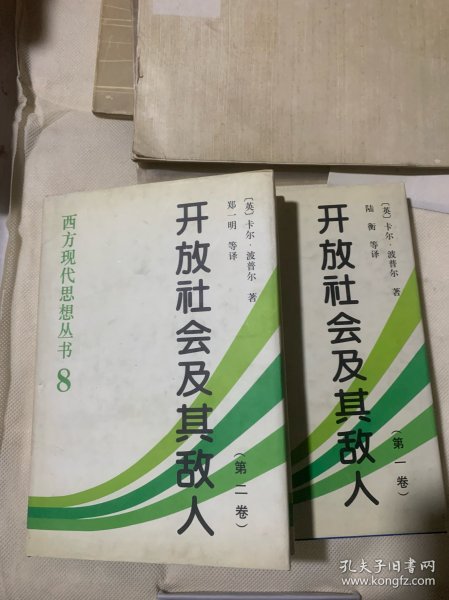 西方现代思想丛书 8
开放社会及其敌人
（第二卷）
〔英〕卡尔·波普尔 著
郑一明 等译
开放社会及其敌人
（第一卷）
〔英〕卡尔·波普尔 著
陆衡 等译
孔夫子旧书网
www.kongfz.com